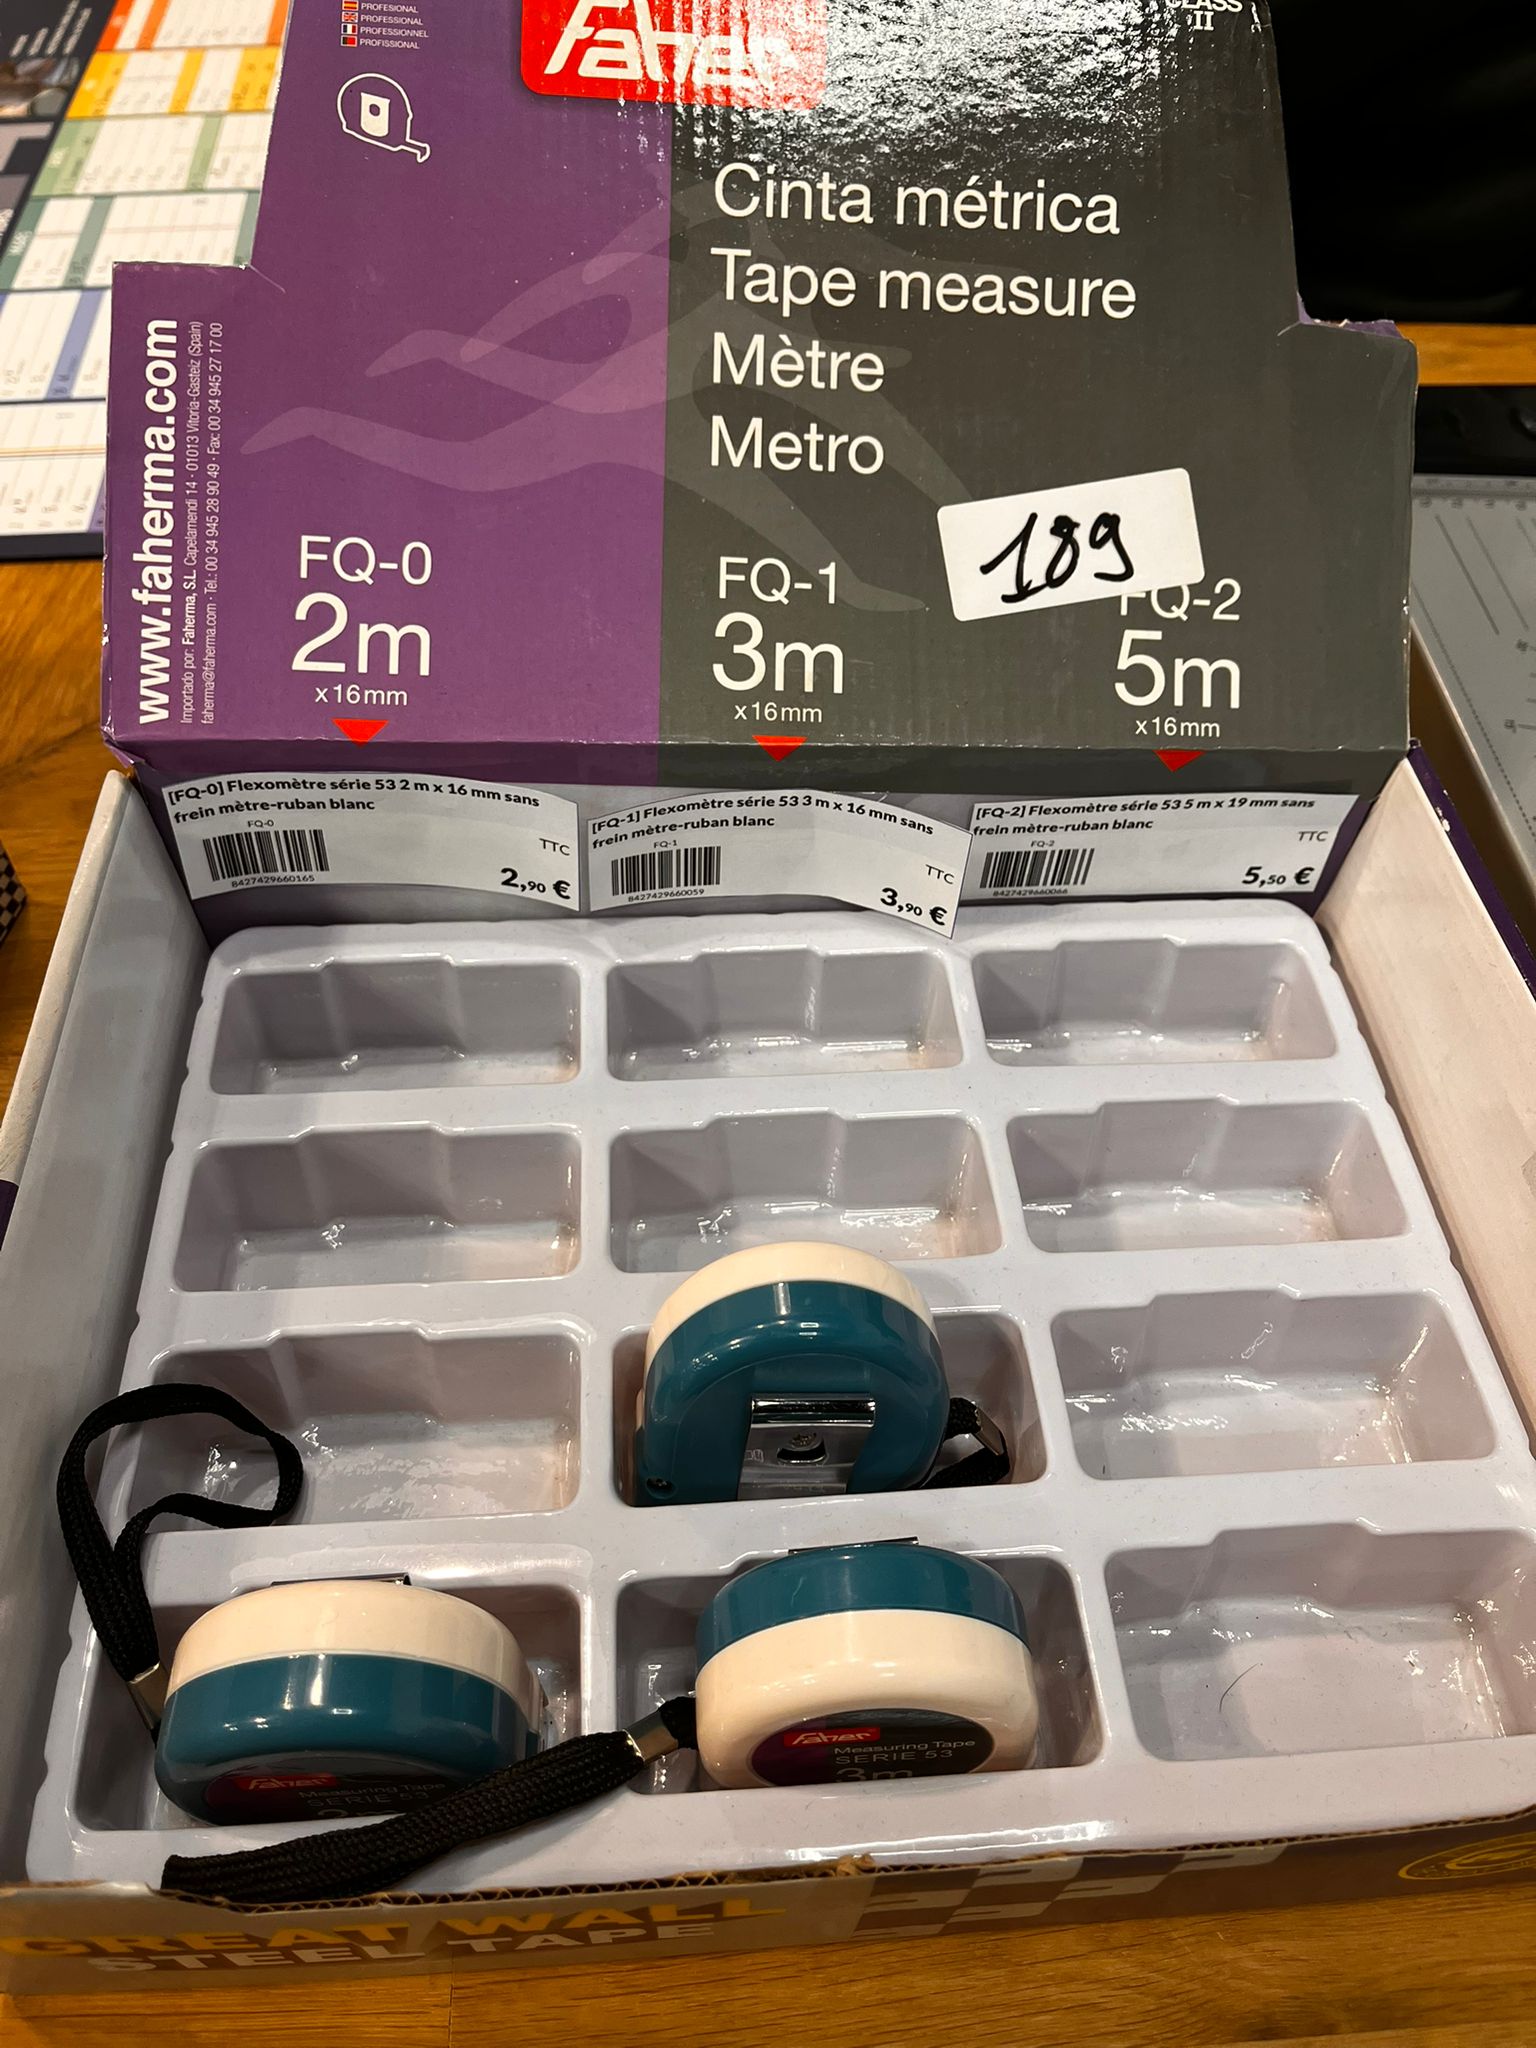 PROFESIONAL
PROFESSIONAL
PROFESSIONNEL
PROFISSIONAL
Faher
CLASS
II
Cinta métrica
Tape measure
Mètre
Metro
189
www.faherma.com
Importado por: Faherma, S.L. Capelamendi 14 · 01013 Vitoria-Gasteiz (Spain)
faherma@faherma.com · Tel.: 00 34 945 28 90 49 · Fax: 00 34 945 27 17 00
FQ-0
2m
x16mm
FQ-1
3m
x16mm
FQ-2
5m
x16mm
[FQ-0] Flexomètre série 53 2 m x 16 mm sans
frein mètre-ruban blanc
FQ-0
8427429660165
TTC
2,90 €
[FQ-1] Flexomètre série 53 3 m x 16 mm sans
frein mètre-ruban blanc
FQ-1
8427429660059
TTC
3,90 €
[FQ-2] Flexomètre série 53 5 m x 19 mm sans
frein mètre-ruban blanc
FQ-2
8427429660066
TTC
5,50 €
Faher
Measuring Tape
SERIE 53
Faher
Measuring Tape
SERIE 53
3m
GREAT WALL
STEEL TAPE